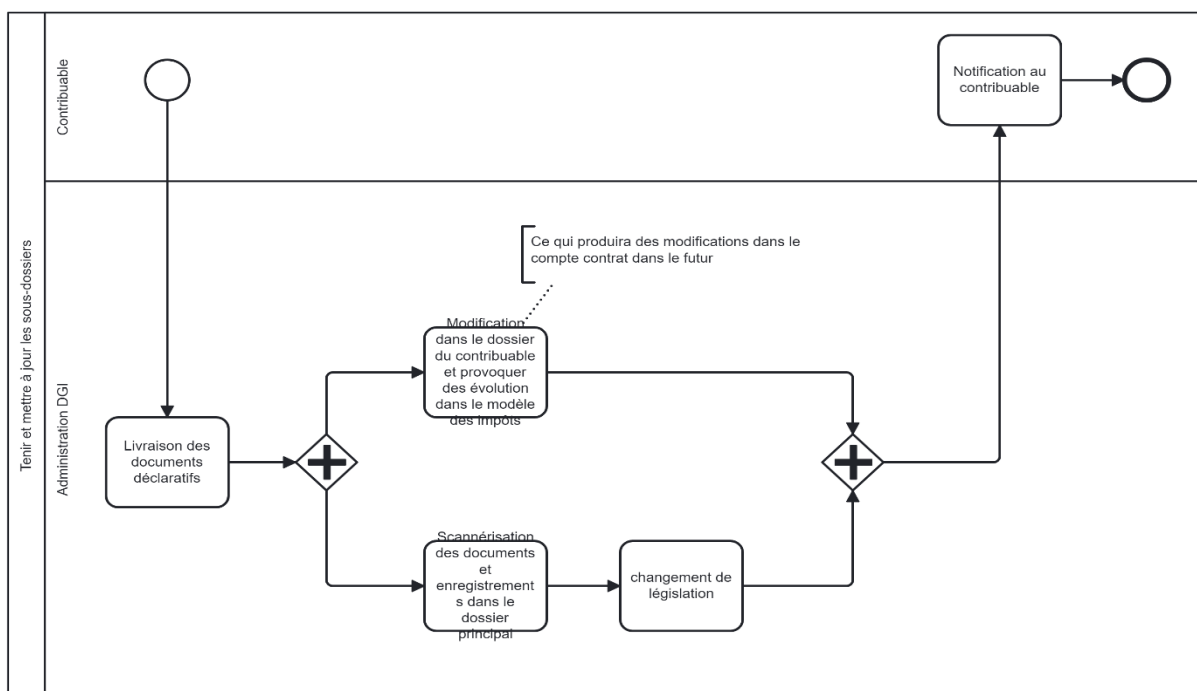 Tenir et mettre à jour les sous-dossiers
Contribuable
Notification au
contribuable
Administration DGI
Ce qui produira des modifications dans le
compte contrat dans le futur
Livraison des
documents
déclaratifs
Modification
dans le dossier
du contribuable
et provoquer
des évolution
dans le modèle
des impôts
Scannérisation
des documents
et
enregistrement
s dans le
dossier
principal
changement de
législation